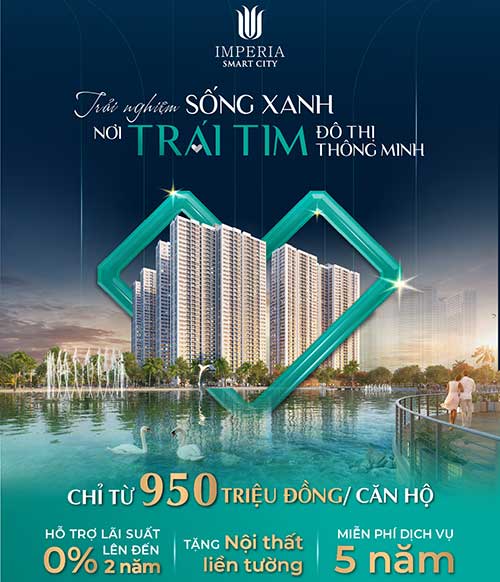 IMPERIA
SMART CITY
Trải nghiệm SỐNG XANH
NƠI TRÁI TIM ĐÔ THỊ
THÔNG MINH
CHỈ TỪ 950 TRIỆU ĐỒNG/ CĂN HỘ
HỖ TRỢ LÃI SUẤT
0% LÊN ĐẾN
2 năm
TẶNG Nội thất
liền tường
MIỄN PHÍ DỊCH VỤ
5 năm